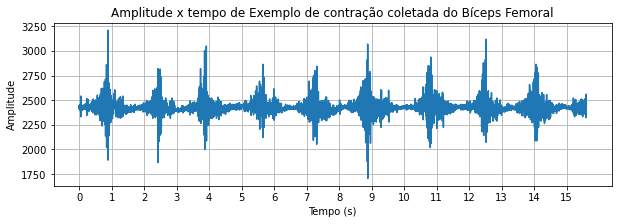 Amplitude x tempo de Exemplo de contração coletada do Bíceps Femoral
3250
3000
2750
2500
2250
2000
1750
Amplitude
0 1 2 3 4 5 6 7 8 9 10 11 12 13 14 15
Tempo (s)